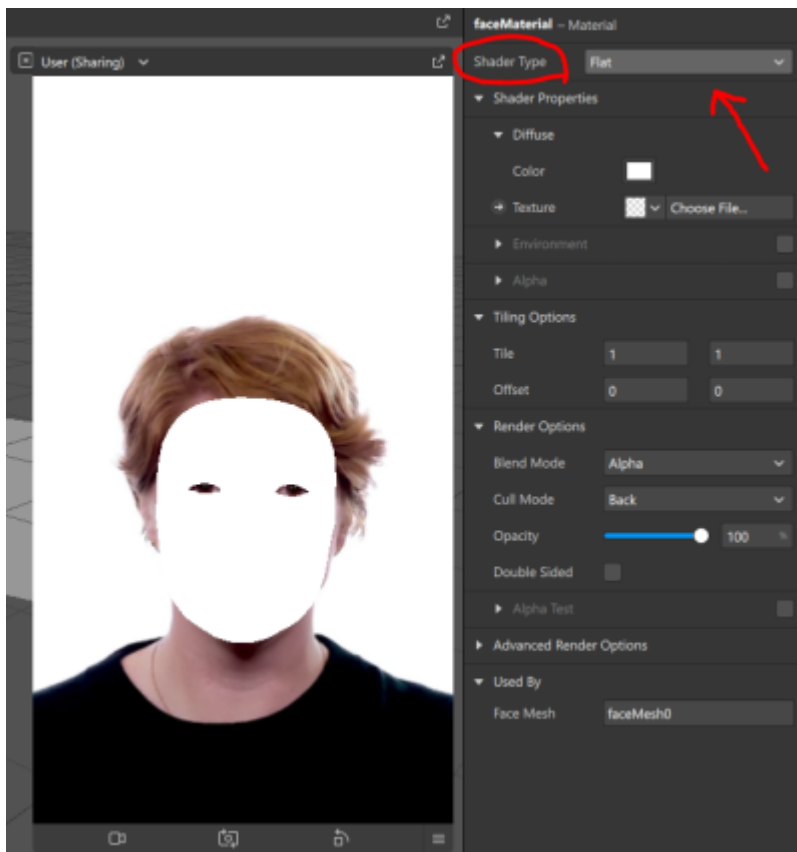 faceMaterial – Material
User (Sharing)
Shader Type Flat
Shader Properties
Diffuse
Color
Texture Choose File...
Environment
Alpha
Tiling Options
Tile 1 1
Offset 0 0
Render Options
Blend Mode Alpha
Cull Mode Back
Opacity 100 %
Double Sided
Alpha Test
Advanced Render Options
Used By
Face Mesh faceMesh0